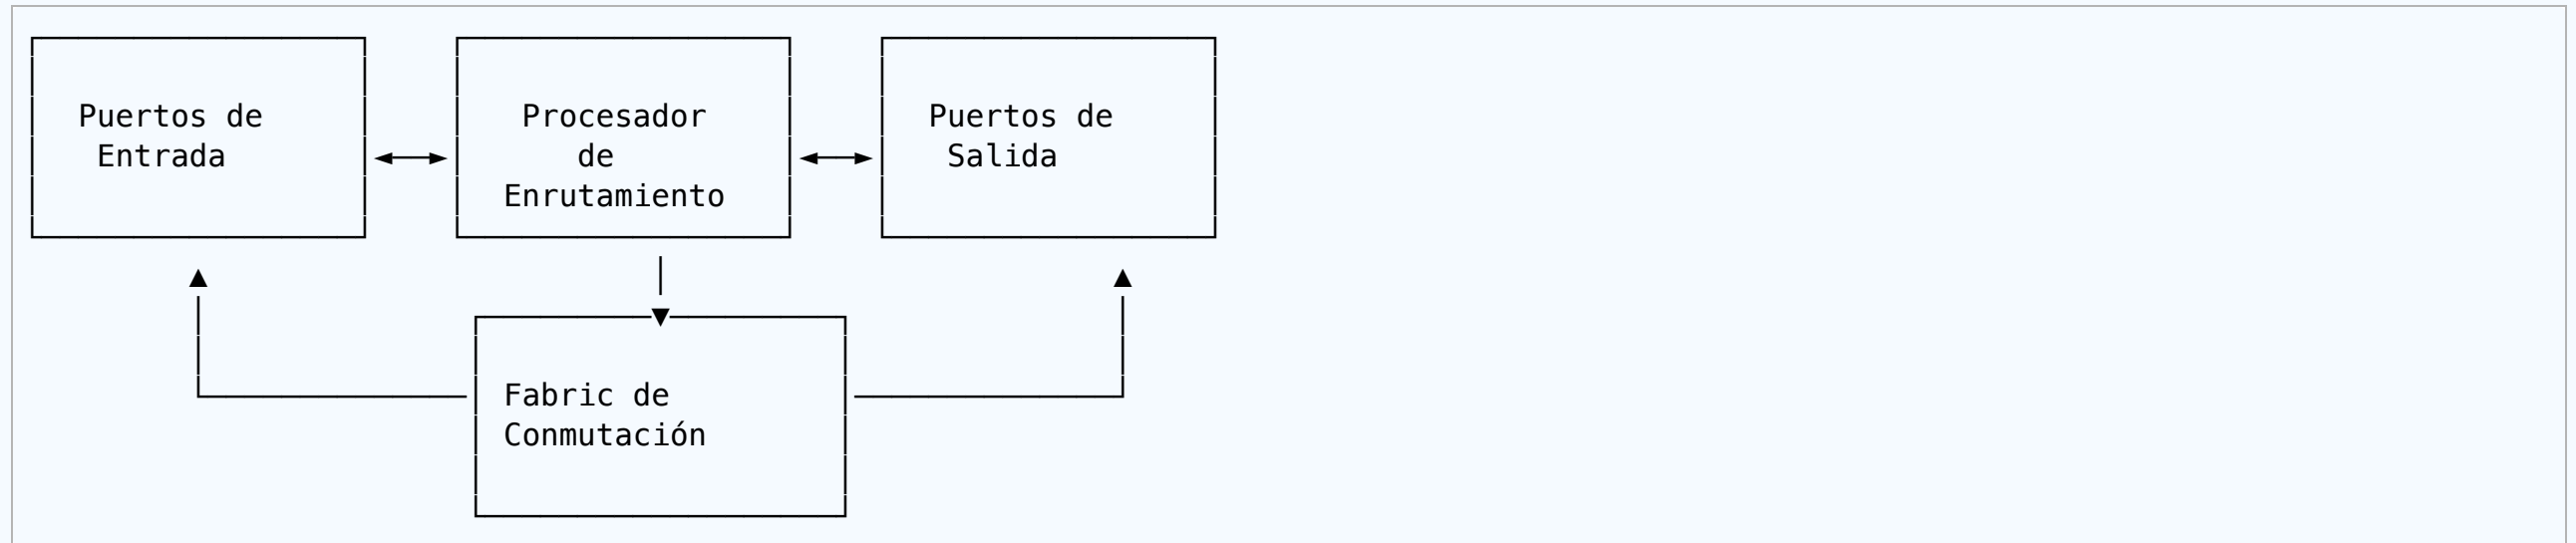 Puertos de
Entrada
Procesador
de
Enrutamiento
Puertos de
Salida
Fabric de
Conmutación